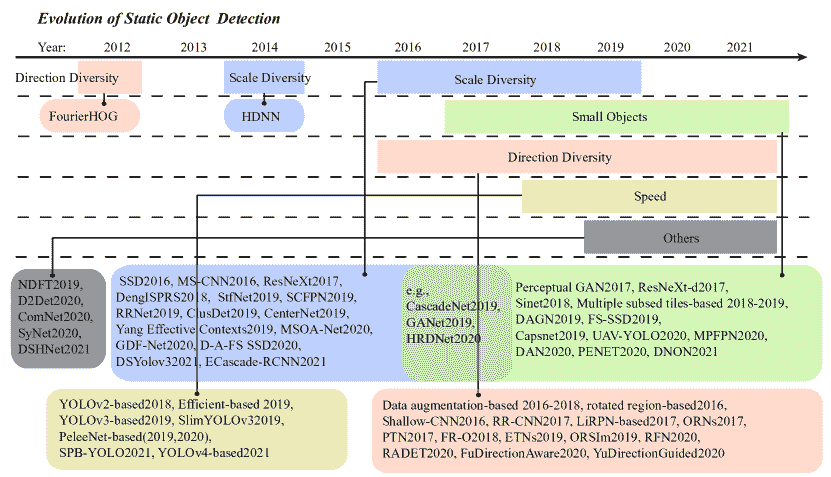 Evolution of Static Object Detection
Year: 2012 2013 2014 2015 2016 2017 2018 2019 2020 2021
Direction Diversity Scale Diversity Scale Diversity
FourierHOG HDNN Small Objects
Direction Diversity
Speed
Others
NDFT2019,
D2Det2020,
ComNet2020,
SyNet2020,
DSHNet2021
SSD2016, MS-CNN2016, ResNeXt2017,
DengISPRS2018, StfNet2019, SCFPN2019,
RRNet2019, ClusDet2019, CenterNet2019,
Yang Effective Contexts2019, MSOA-Net2020,
GDF-Net2020, D-A-FS SSD2020,
DSYolov32021, ECascade-RCNN2021
e.g.,
CascadeNet2019,
GANet2019,
HRDNet2020
Perceptual GAN2017, ResNeXt-d2017,
Sinet2018, Multiple subsed tiles-based 2018-2019,
DAGN2019, FS-SSD2019,
Capsnet2019, UAV-YOLO2020, MPFPN2020,
DAN2020, PENET2020, DNON2021
YOLOv2-based2018, Efficient-based 2019,
YOLOv3-based2019, SlimYOLOv32019,
PeleeNet-based(2019,2020),
SPB-YOLO2021, YOLOv4-based2021
Data augmentation-based 2016-2018, rotated region-based2016,
Shallow-CNN2016, RR-CNN2017, LiRPN-based2017, ORNs2017,
PTN2017, FR-O2018, ETNs2019, ORSIm2019, RFN2020,
RADET2020, FuDirectionAware2020, YuDirectionGuided2020